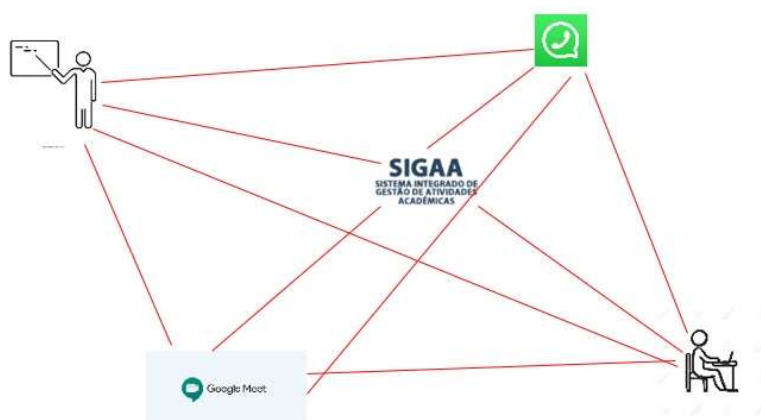 SIGAA
SISTEMA INTEGRADO DE
GESTÃO DE ATIVIDADES
ACADÊMICAS
Google Meet